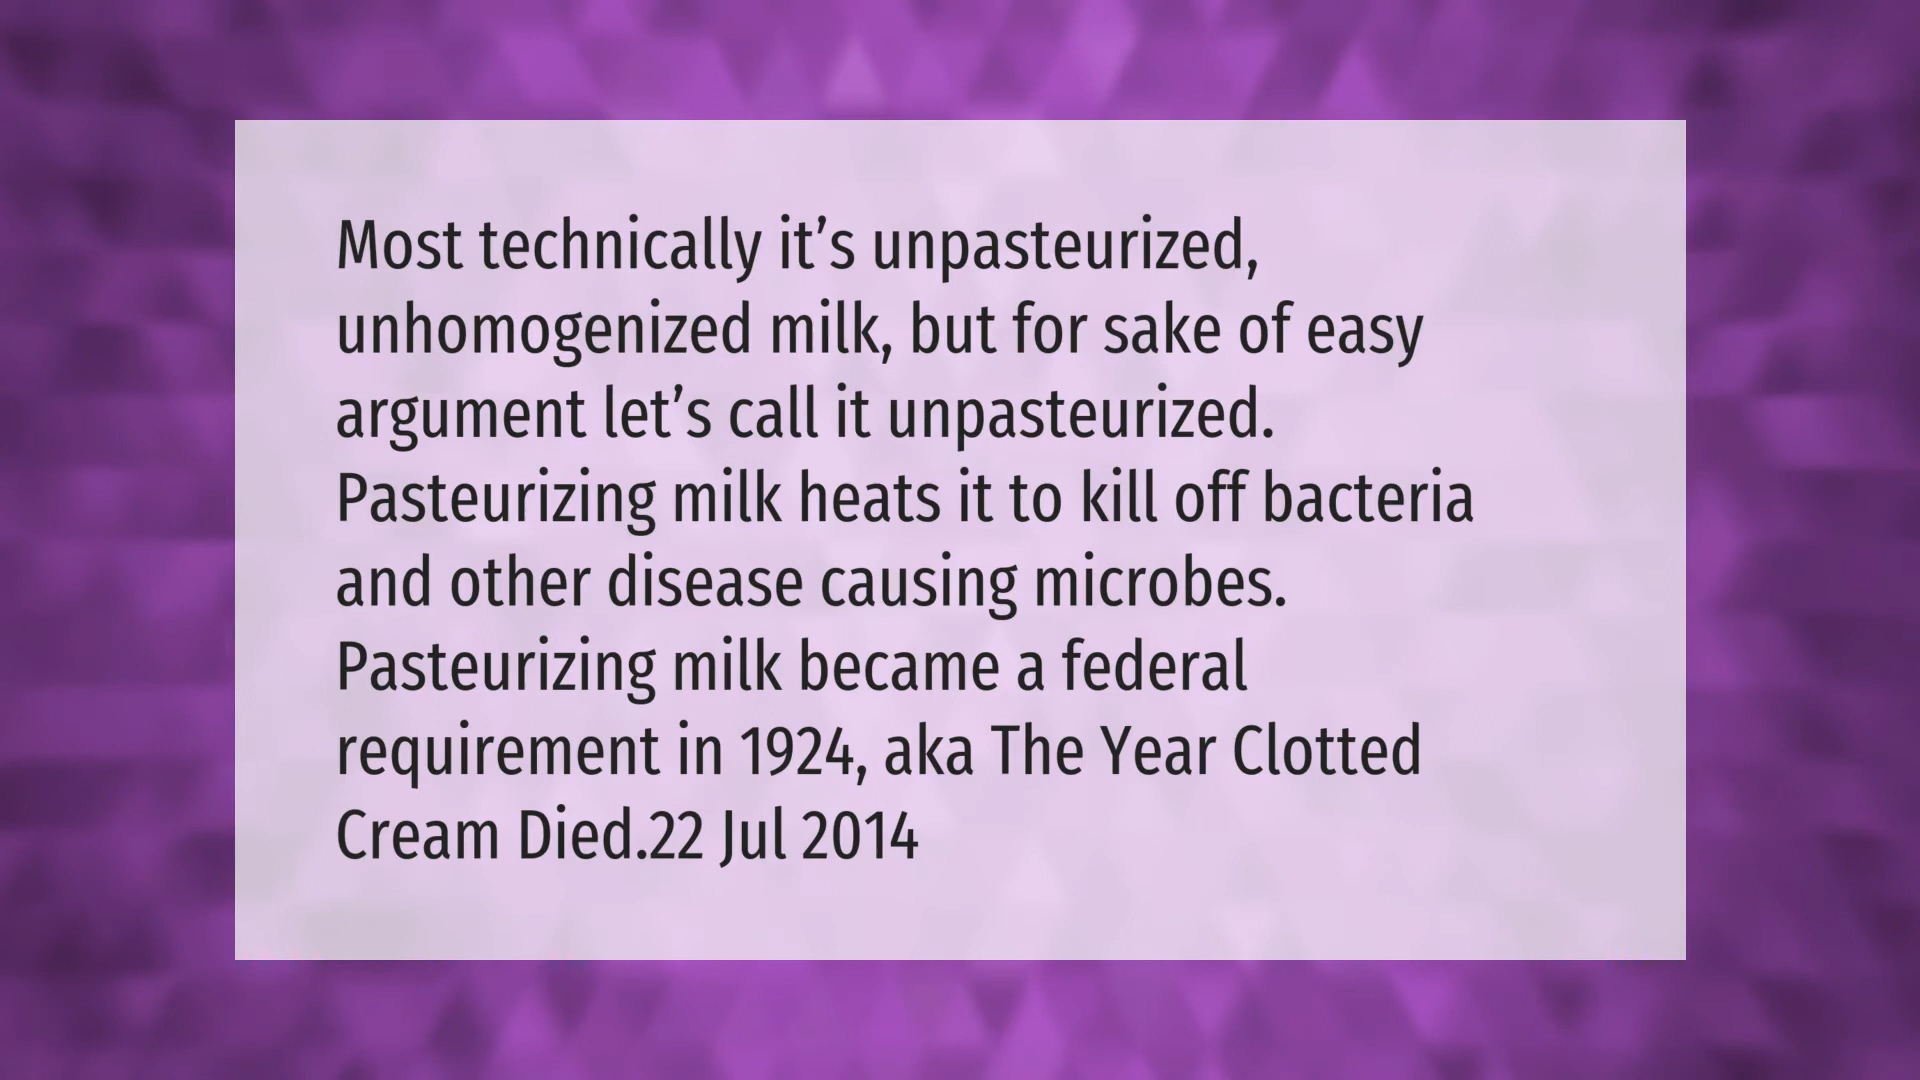 Most technically it’s unpasteurized,
unhomogenized milk, but for sake of easy
argument let’s call it unpasteurized.
Pasteurizing milk heats it to kill off bacteria
and other disease causing microbes.
Pasteurizing milk became a federal
requirement in 1924, aka The Year Clotted
Cream Died.22 Jul 2014